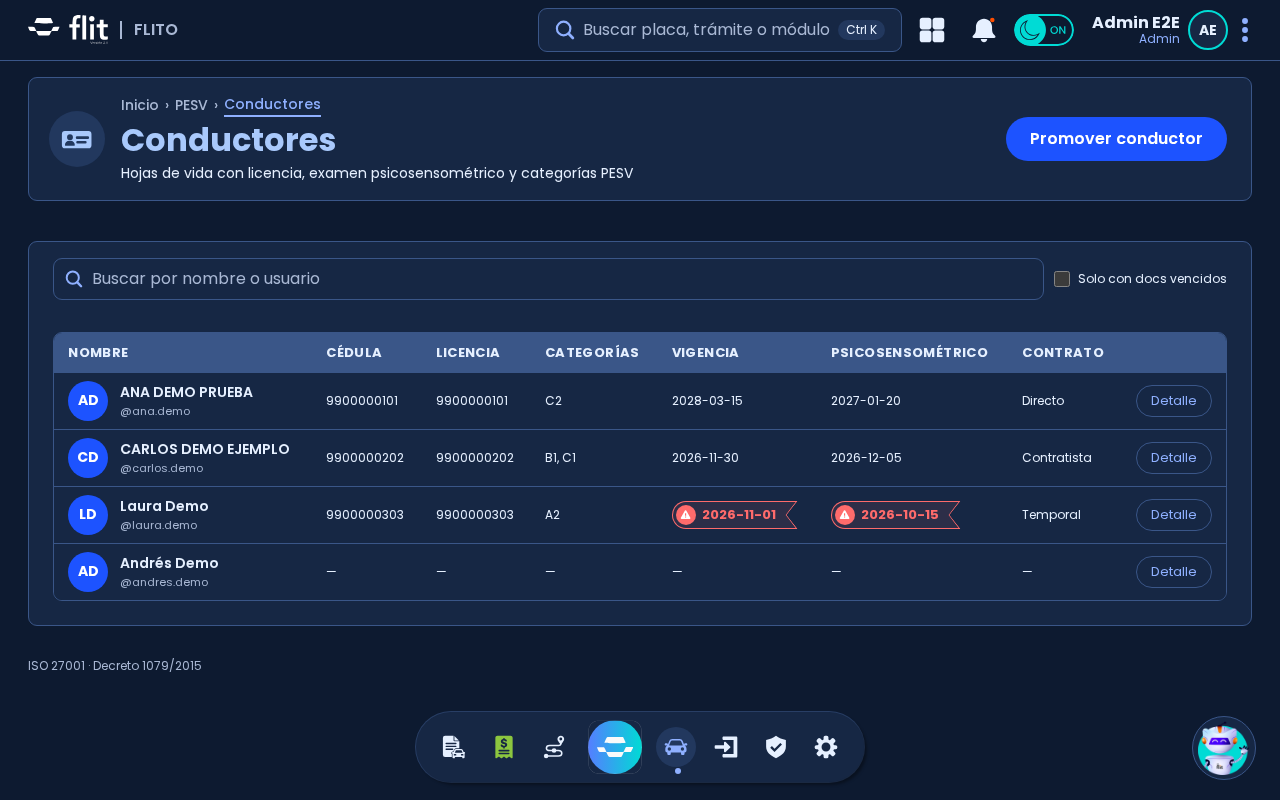 flit
FLITO
Buscar placa, trámite o módulo
Ctrl K
ON
Admin E2E
Admin
AE
Inicio › PESV › Conductores
Conductores
Hojas de vida con licencia, examen psicosensométrico y categorías PESV
Promover conductor
Buscar por nombre o usuario
Solo con docs vencidos
NOMBRE CÉDULA LICENCIA CATEGORÍAS VIGENCIA PSICOSENSOMÉTRICO CONTRATO
AD ANA DEMO PRUEBA 9900000101 9900000101 C2 2028-03-15 2027-01-20 Directo Detalle
@ana.demo
CD CARLOS DEMO EJEMPLO 9900000202 9900000202 B1, C1 2026-11-30 2026-12-05 Contratista Detalle
@carlos.demo
LD Laura Demo 9900000303 9900000303 A2 2026-11-01 2026-10-15 Temporal Detalle
@laura.demo
AD Andrés Demo — — — — — — Detalle
@andres.demo
ISO 27001 · Decreto 1079/2015